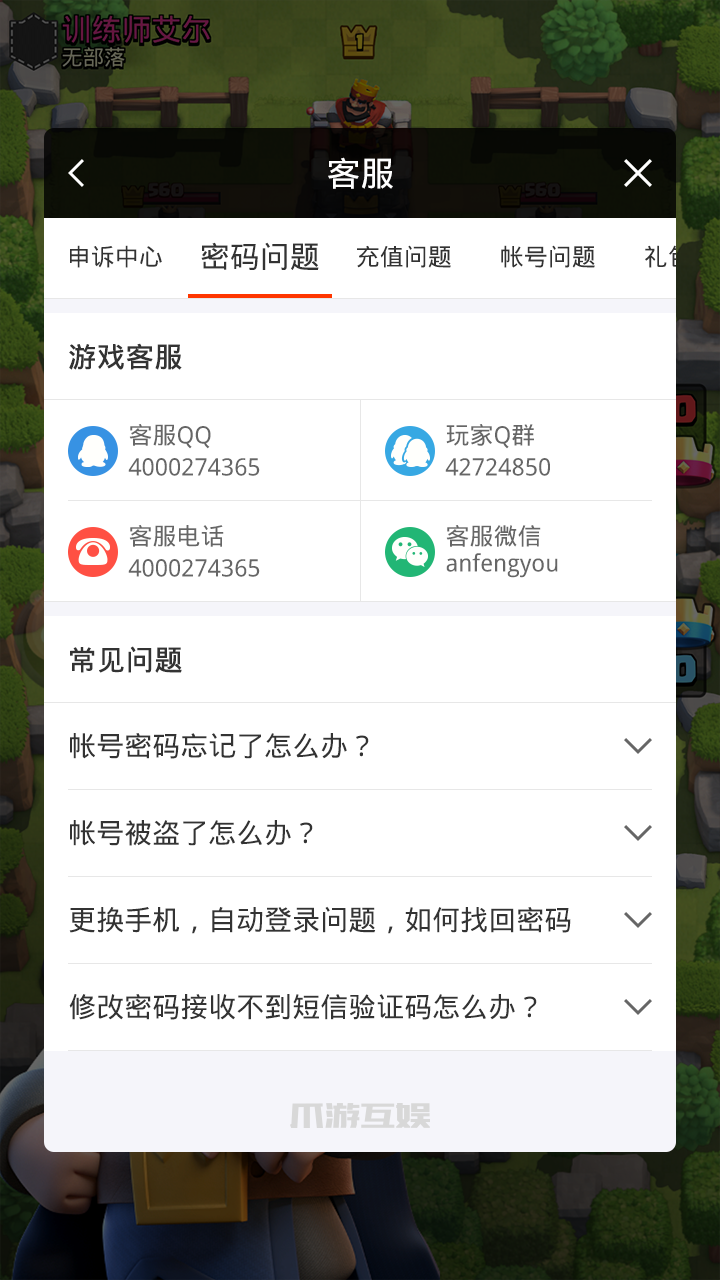 训练师艾尔
无部落
1
客服
560
560
申诉中心 密码问题 充值问题 帐号问题 礼包
游戏客服
客服QQ
4000274365
玩家Q群
42724850
客服电话
4000274365
客服微信
anfengyou
0
0
常见问题
帐号密码忘记了怎么办？
帐号被盗了怎么办？
更换手机，自动登录问题，如何找回密码
修改密码接收不到短信验证码怎么办？
爪游互娱